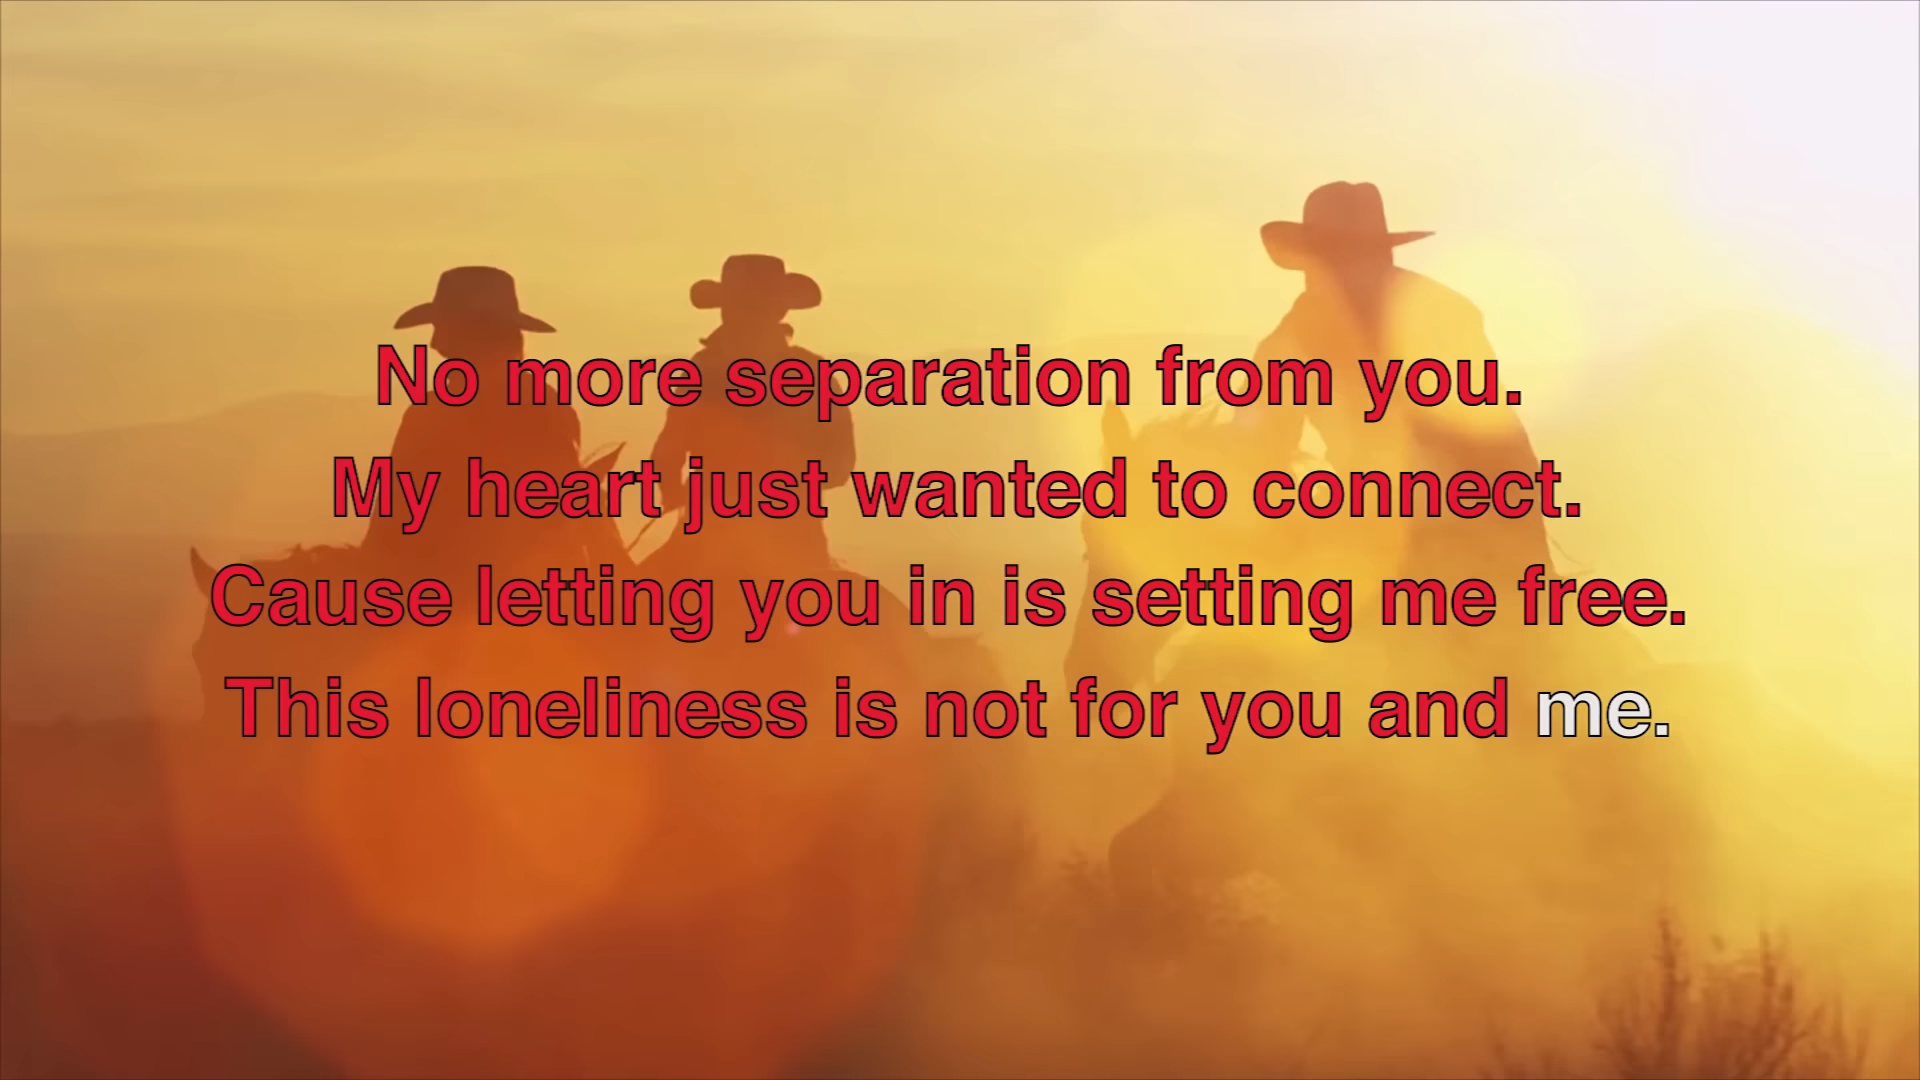 No more separation from you.
My heart just wanted to connect.
Cause letting you in is setting me free.
This loneliness is not for you and me.